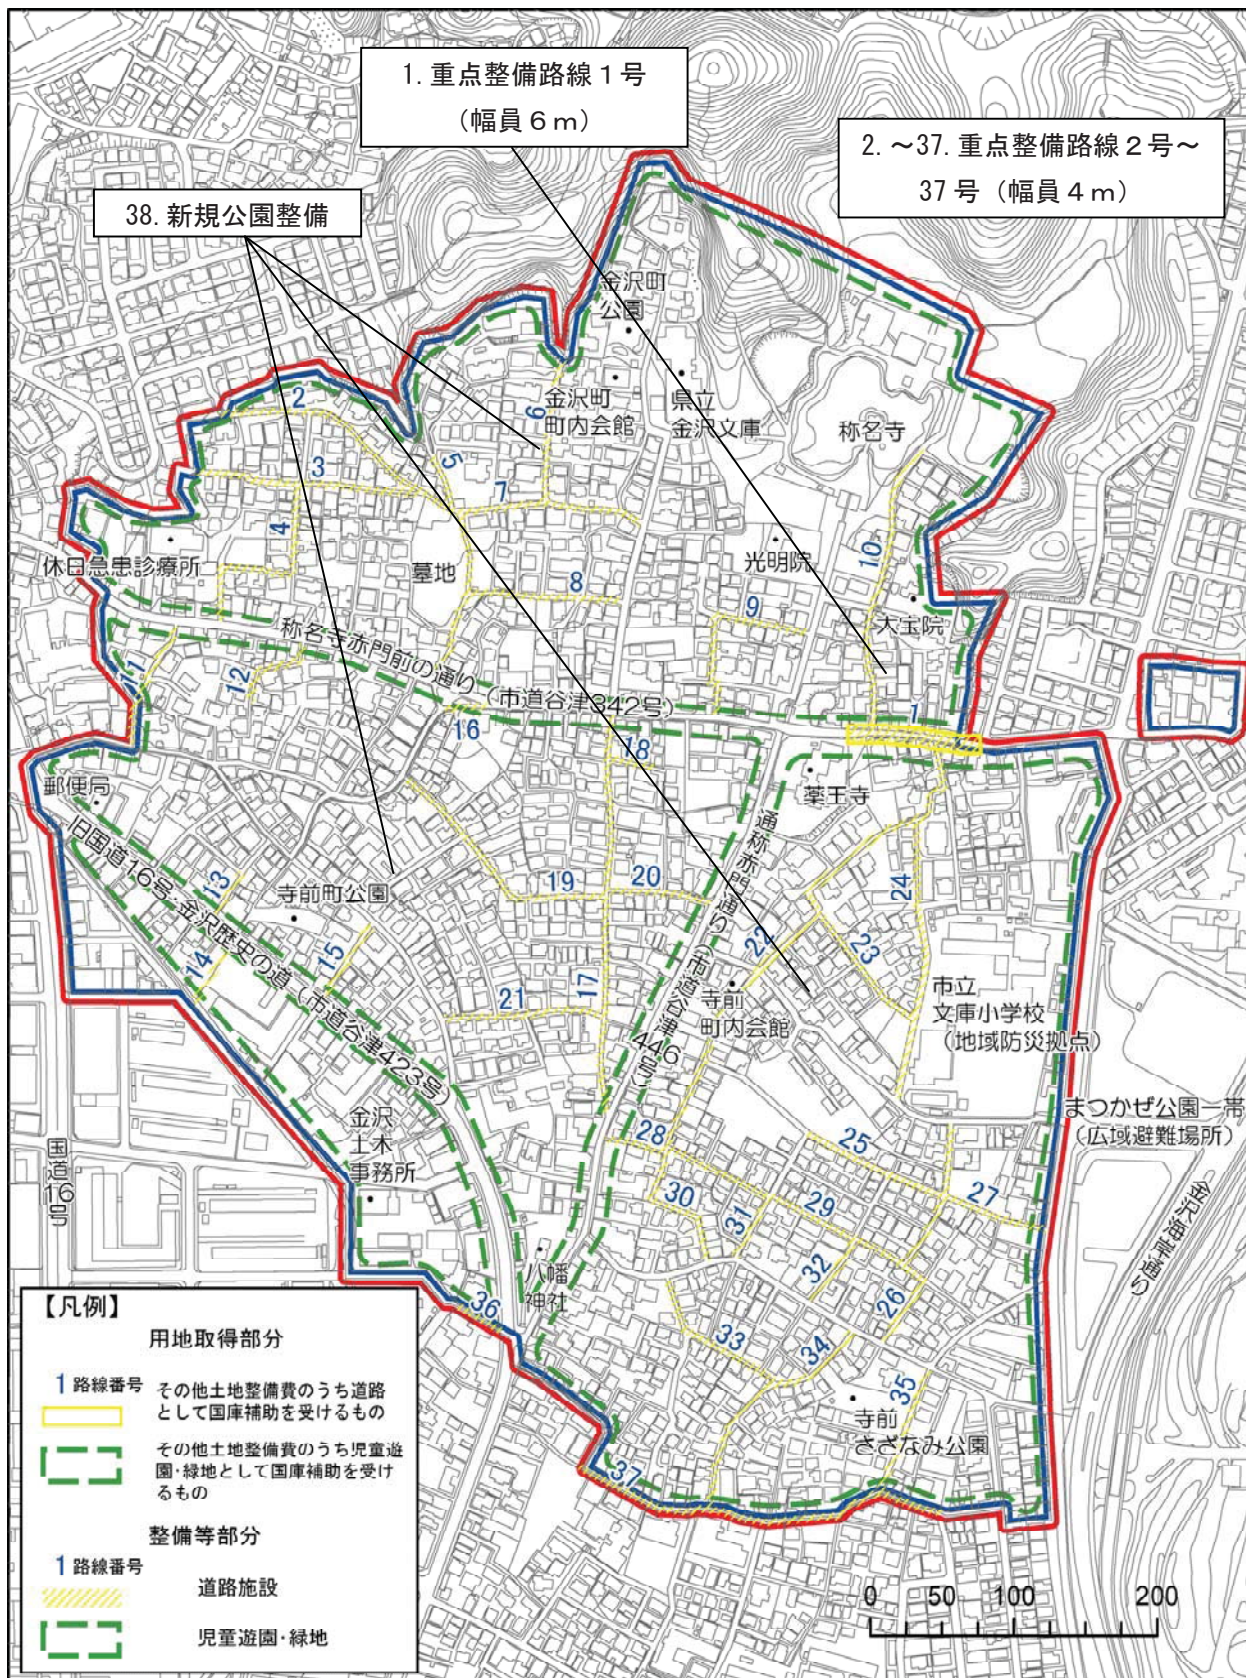 1. 重点整備路線１号
（幅員６ｍ）
2. ～37. 重点整備路線２号～
37 号（幅員４ｍ）
38. 新規公園整備
金沢町
公園
2
6
金沢町
町内会館
県立
金沢文庫
称名寺
3
5
7
4
休日急患診療所
墓地
8
光明院
10
9
大宝院
称名寺赤門前の通り（市道谷津342号）
11
12
16
1
18
郵便局
薬王寺
旧国道16号・金沢歴史の道（市道谷津423号）
通称赤門通り（市道谷津446号）
13
寺前町公園
19
20
24
14
15
22
23
17
21
寺前
町内会館
市立
文庫小学校
（地域防災拠点）
まつかぜ公園一帯
（広域避難場所）
金沢
土木
事務所
国道16号
28
25
27
30
31
29
金沢海岸通り
32
26
八幡
神社
36
33
34
35
寺前
さざなみ公園
37
【凡例】
用地取得部分
1 路線番号
その他土地整備費のうち道路
として国庫補助を受けるもの
その他土地整備費のうち児童遊
園・緑地として国庫補助を受け
るもの
整備等部分
1 路線番号
道路施設
児童遊園・緑地
0 50 100 200